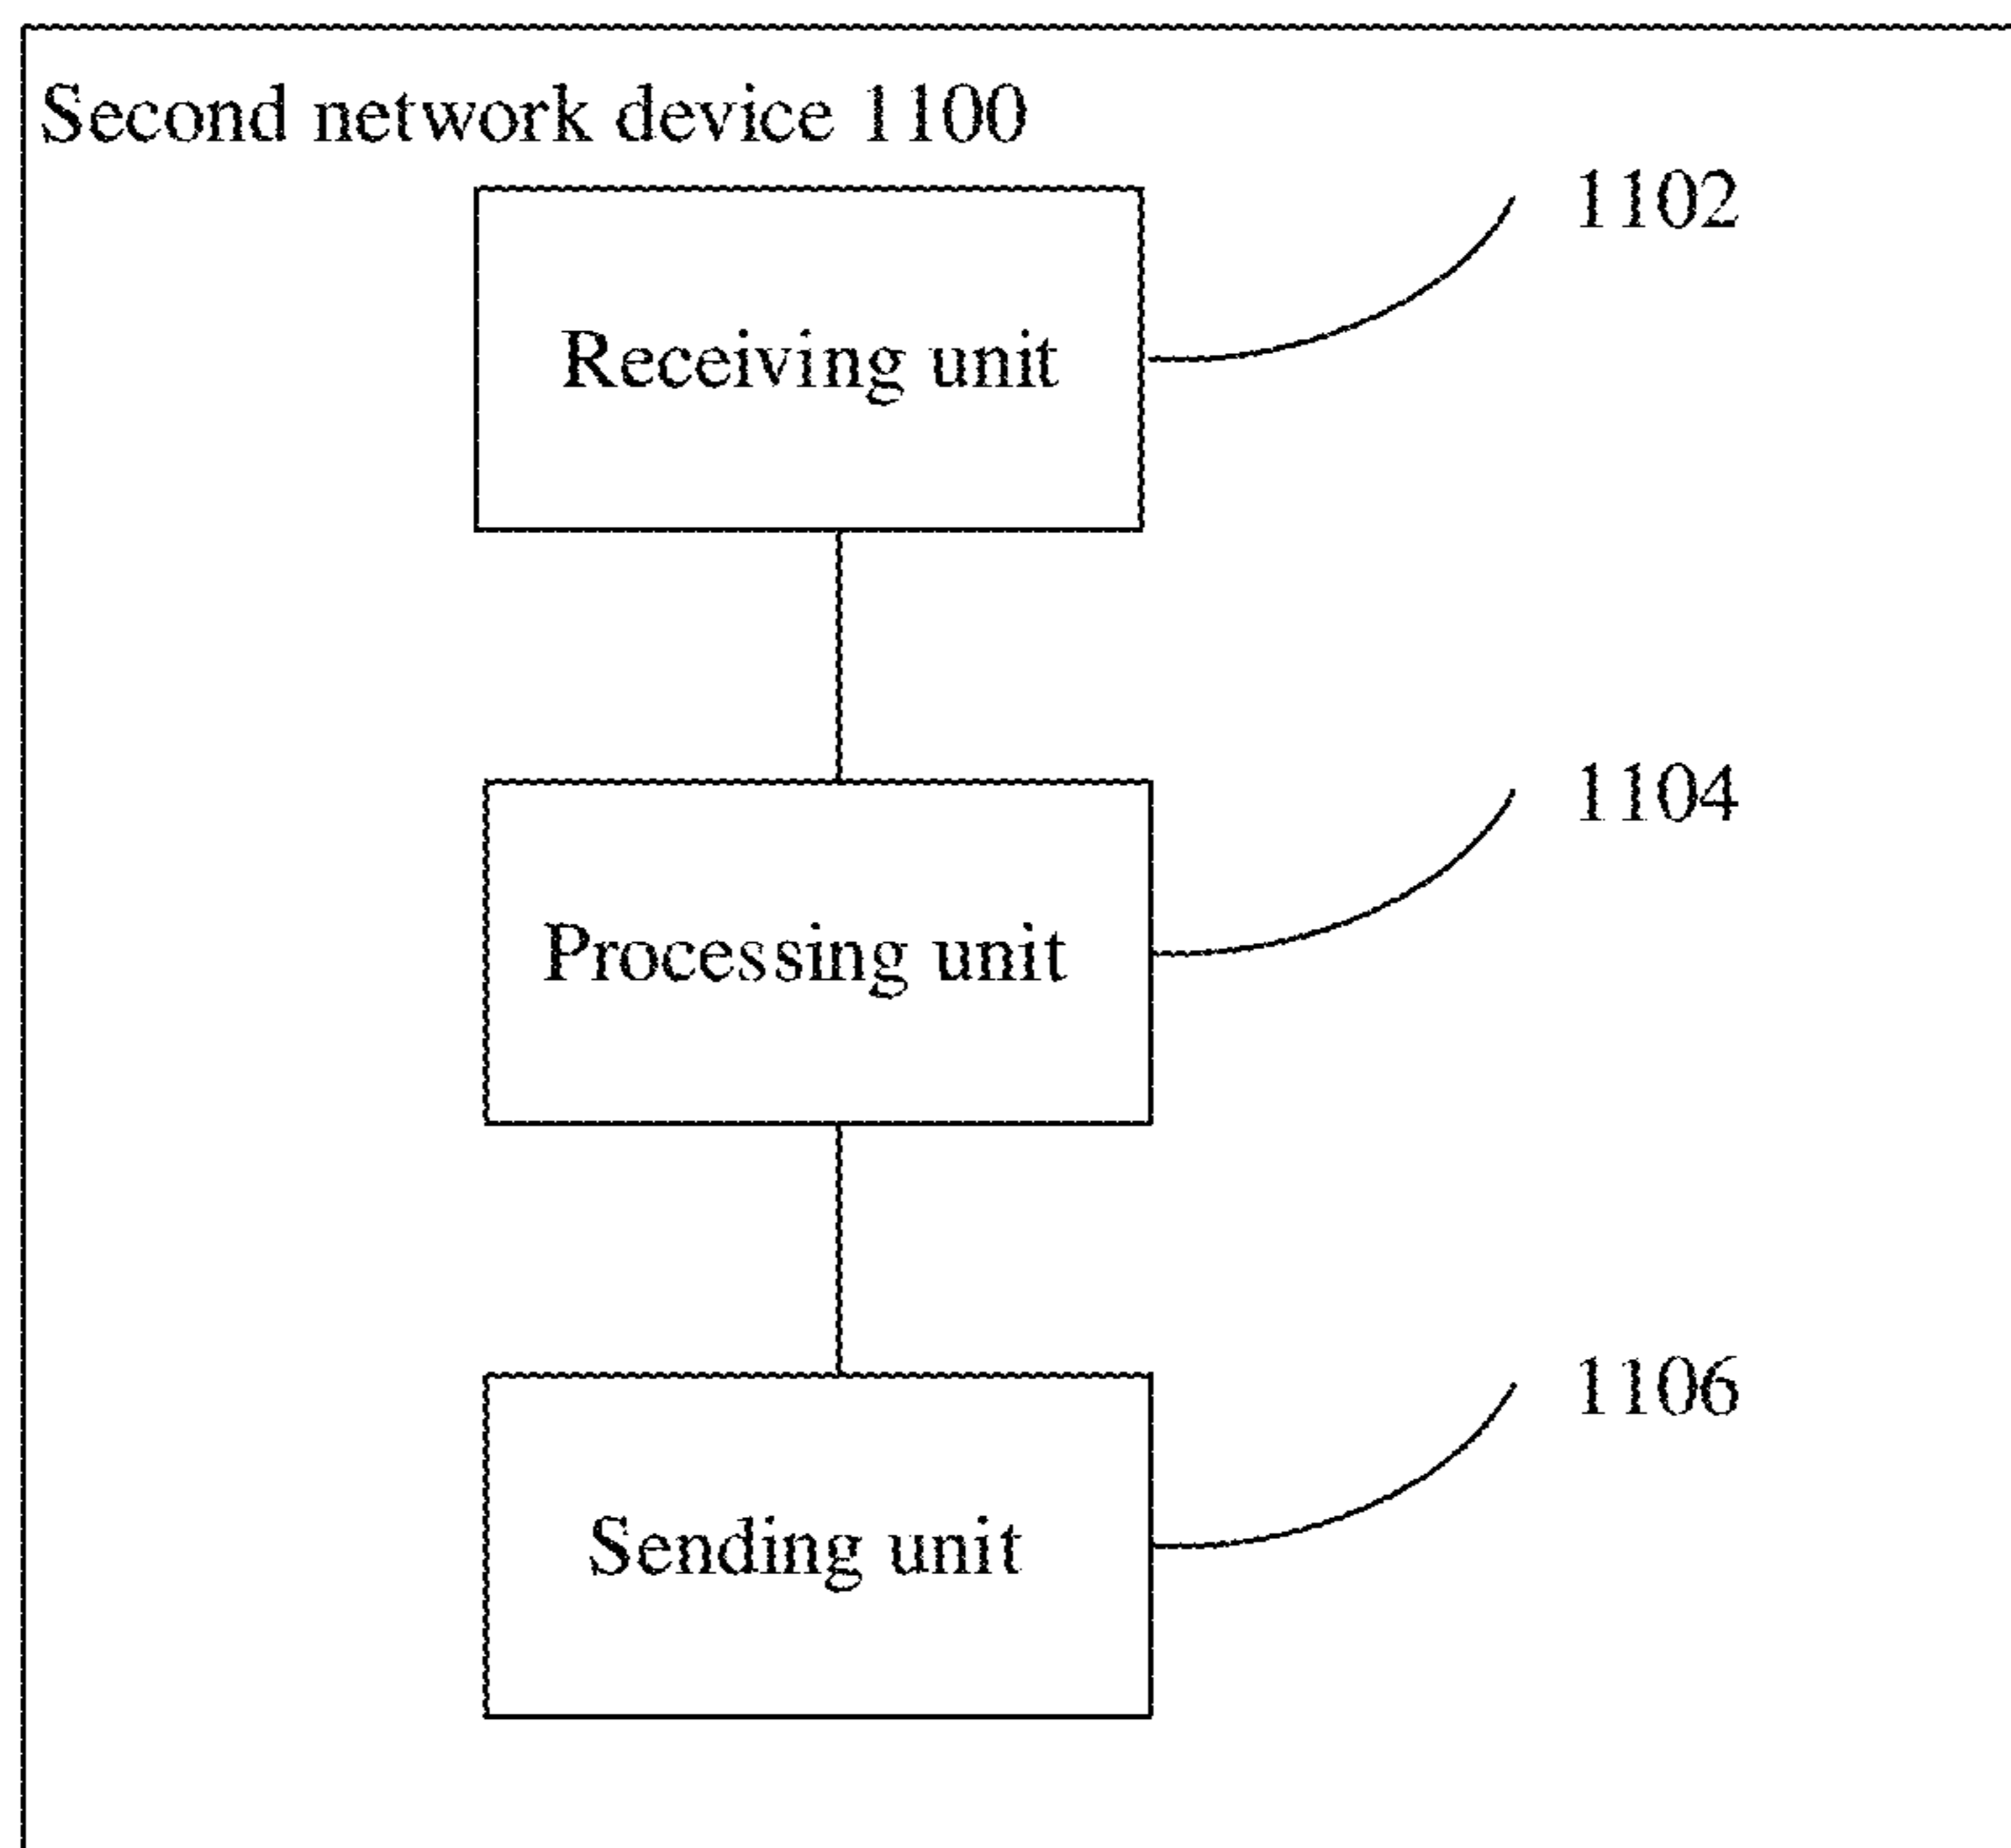 Second network device 1100
1102
Receiving unit
1104
Processing unit
1106
Sending unit